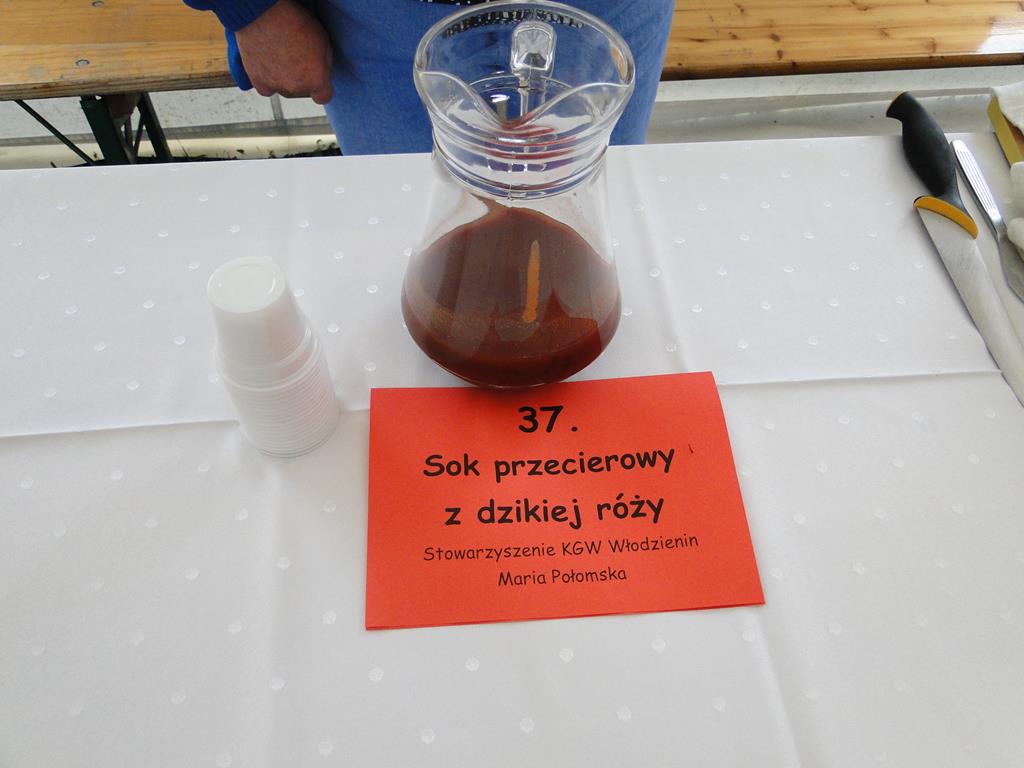 37.
Sok przecierowy
z dzikiej róży
Stowarzyszenie KGW Włodzienin
Maria Połomska